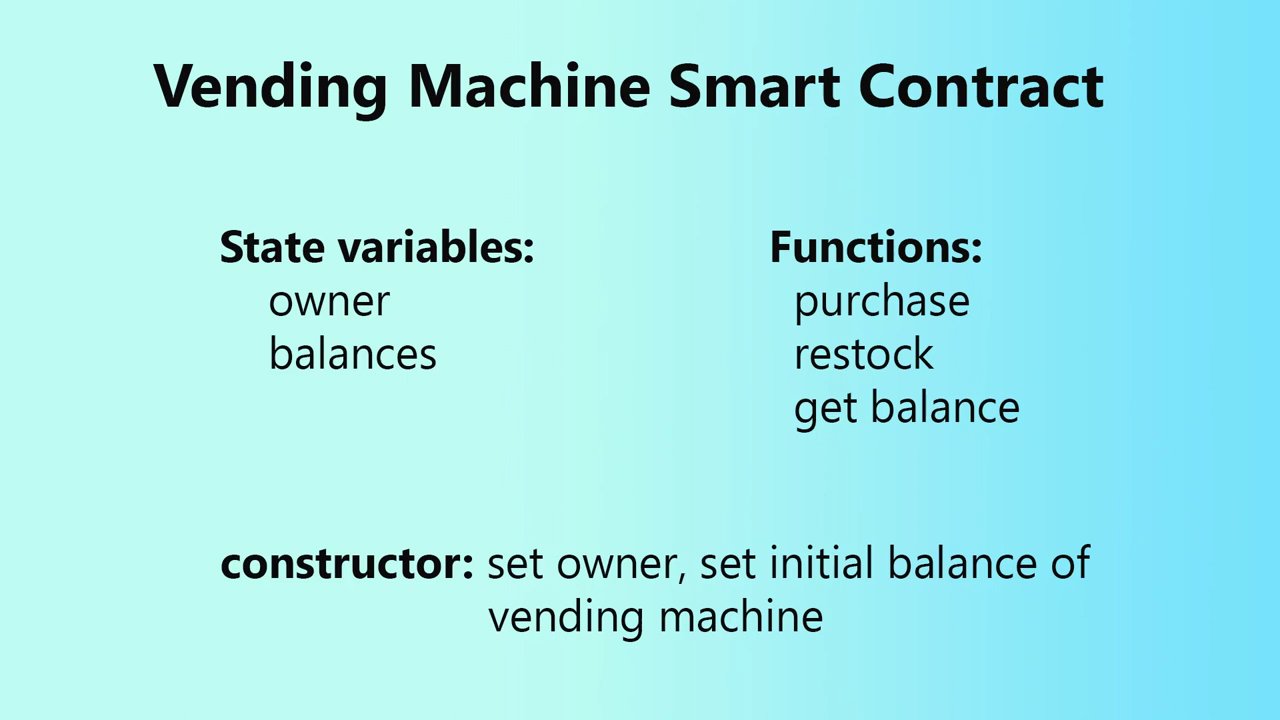 Vending Machine Smart Contract
State variables:
owner
balances
Functions:
purchase
restock
get balance
constructor: set owner, set initial balance of
vending machine